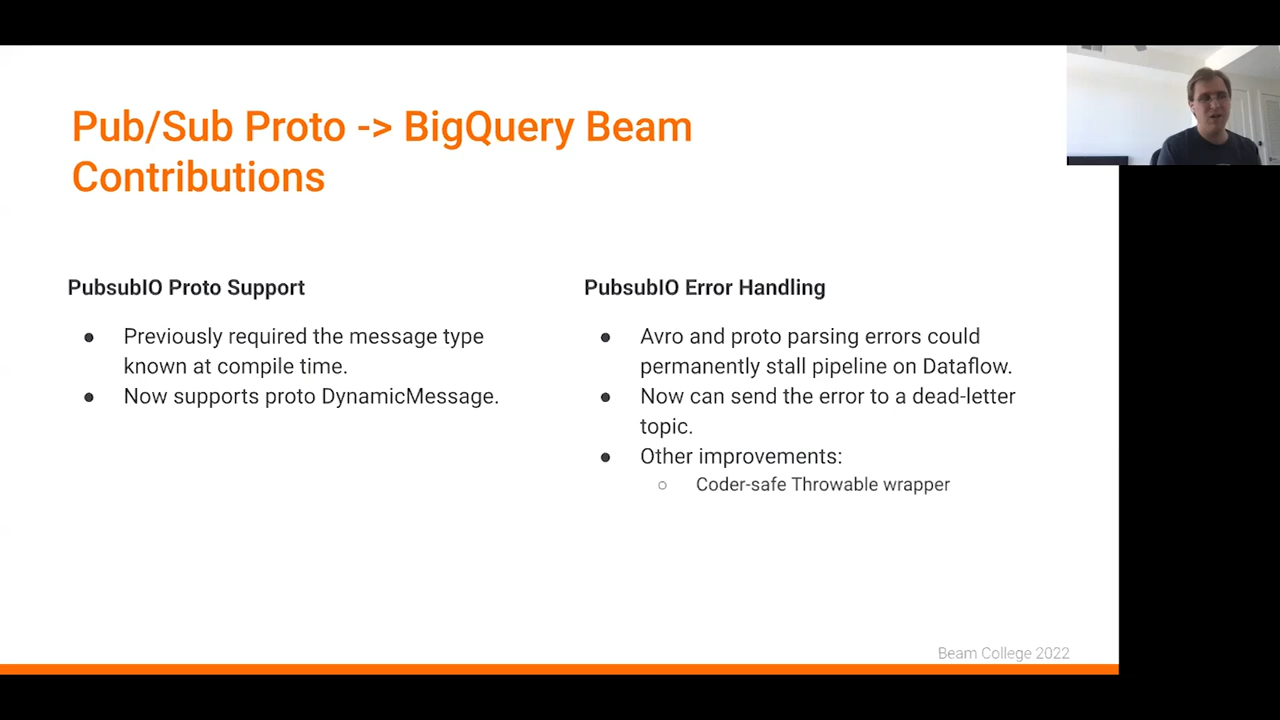 Pub/Sub Proto -> BigQuery Beam
Contributions
PubsubIO Proto Support
● Previously required the message type
known at compile time.
● Now supports proto DynamicMessage.
PubsubIO Error Handling
● Avro and proto parsing errors could
permanently stall pipeline on Dataflow.
● Now can send the error to a dead-letter
topic.
● Other improvements:
○ Coder-safe Throwable wrapper
Beam College 2022